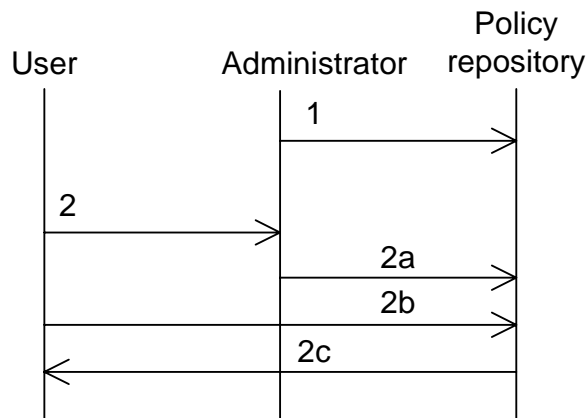 Policy
repository
User
Administrator
1
2
2a
2b
2c